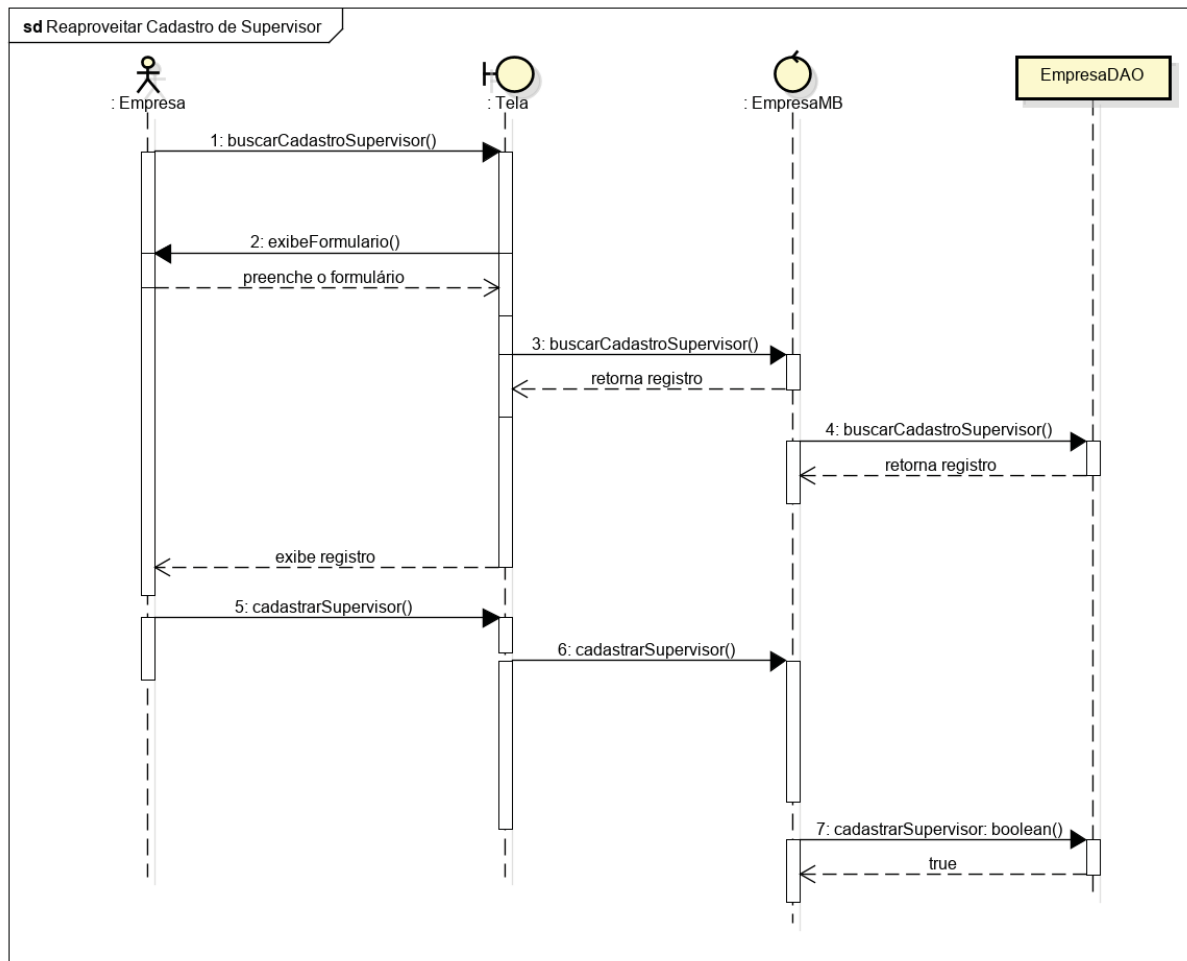 sd Reaproveitar Cadastro de Supervisor
: Empresa
: Tela
: EmpresaMB
EmpresaDAO
1: buscarCadastroSupervisor()
2: exibeFormulario()
preenche o formulário
3: buscarCadastroSupervisor()
retorna registro
4: buscarCadastroSupervisor()
retorna registro
exibe registro
5: cadastrarSupervisor()
6: cadastrarSupervisor()
7: cadastrarSupervisor: boolean()
true